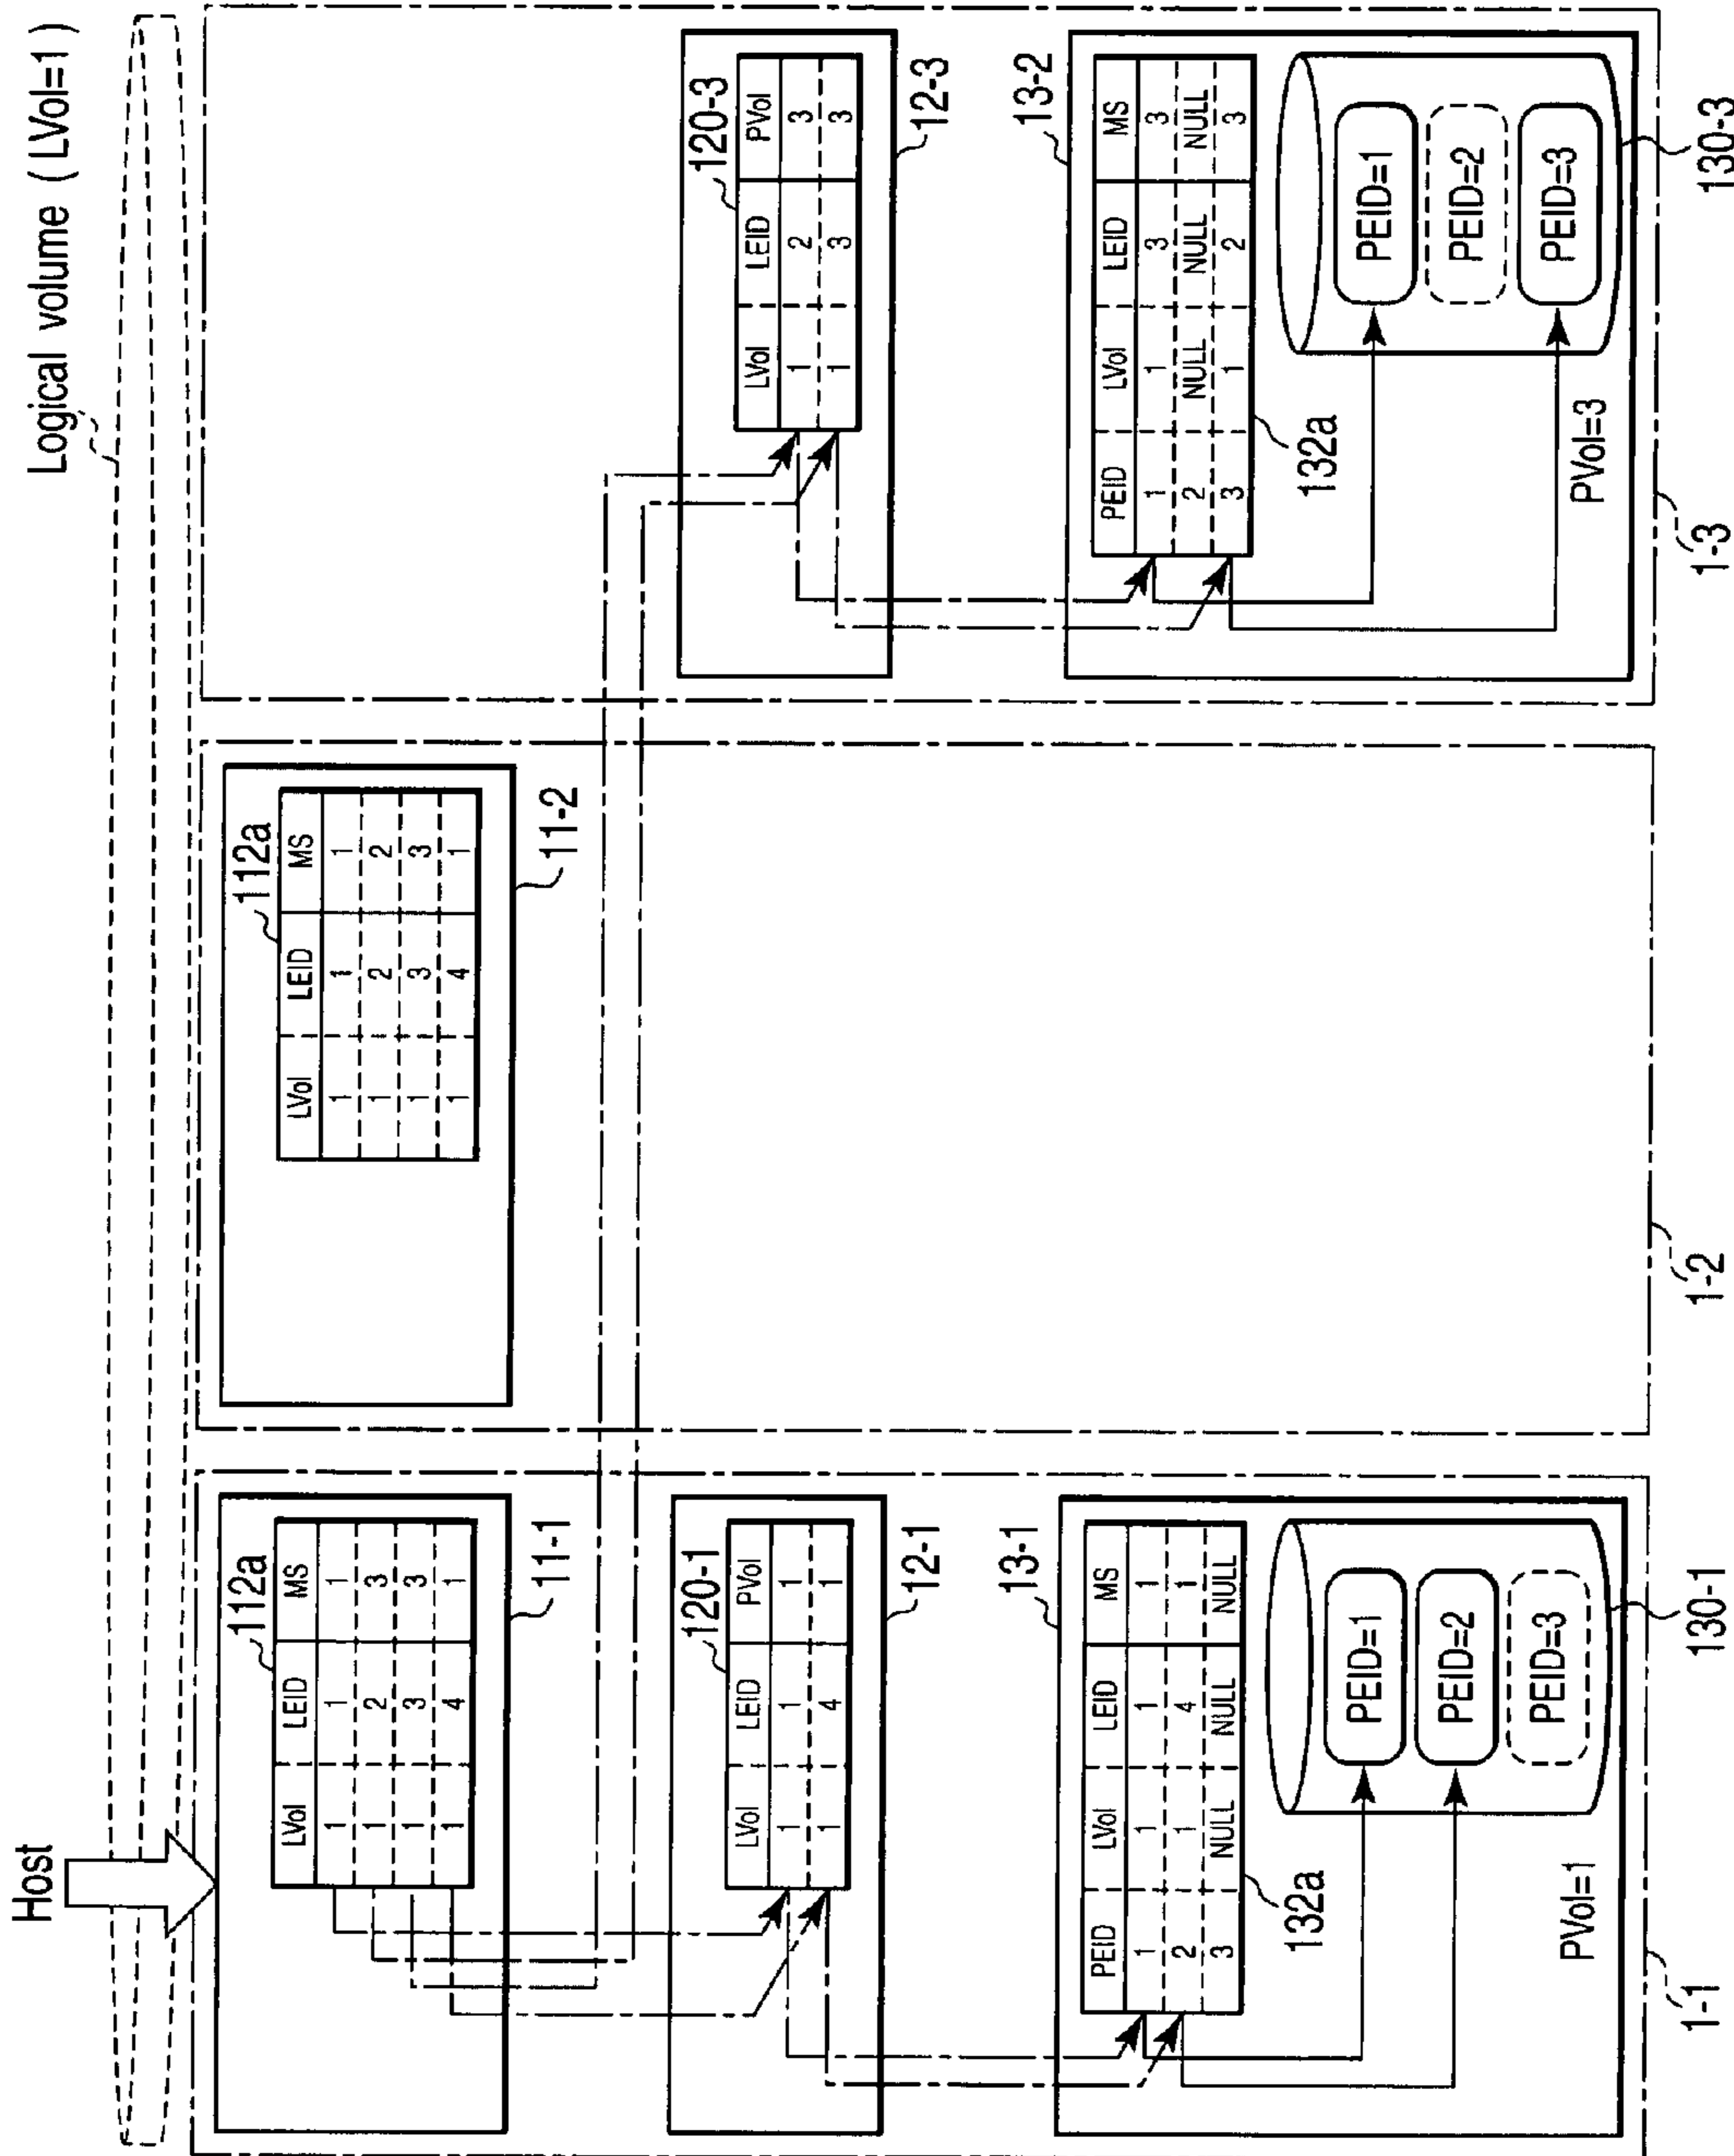 Logical volume ( LVol=1 )
Host
112a
LVol LEID MS
1 1 1
1 2 3
1 3 3
1 4 1
11-1
120-1
LVol LEID PVol
1 1 1
1 4 1
12-1
13-1
PEID LVol LEID MS
1 1 1 1
2 1 4 1
3 NULL NULL NULL
132a
PEID=1
PEID=2
PEID=3
PVol=1
130-1
1-1
112a
LVol LEID MS
1 1 1
1 2 2
1 3 3
1 4 1
11-2
1-2
120-3
LVol LEID PVol
1 2 3
1 3 3
12-3
13-2
PEID LVol LEID MS
1 1 3 3
2 NULL NULL NULL
3 1 2 3
132a
PEID=1
PEID=2
PEID=3
PVol=3
130-3
1-3